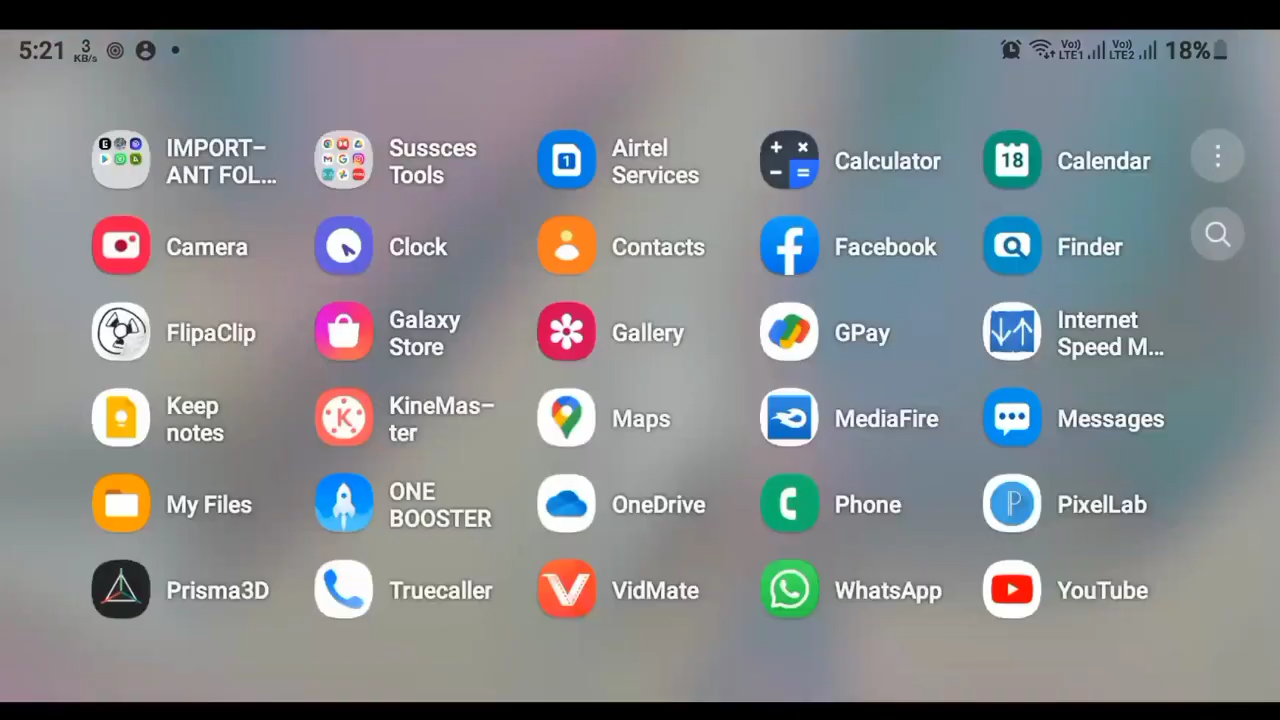 5:21 3 KB/s Vo) LTE1 Vo) LTE2 18%
IMPORT-
ANT FOL...
Sussces
Tools
1
Airtel
Services
Calculator
18
Calendar
Camera
Clock
Contacts
Facebook
Finder
FlipaClip
Galaxy
Store
Gallery
GPay
Internet
Speed M...
Keep
notes
K
KineMas-
ter
Maps
MediaFire
Messages
My Files
ONE
BOOSTER
OneDrive
Phone
P
PixelLab
Prisma3D
Truecaller
VidMate
WhatsApp
YouTube